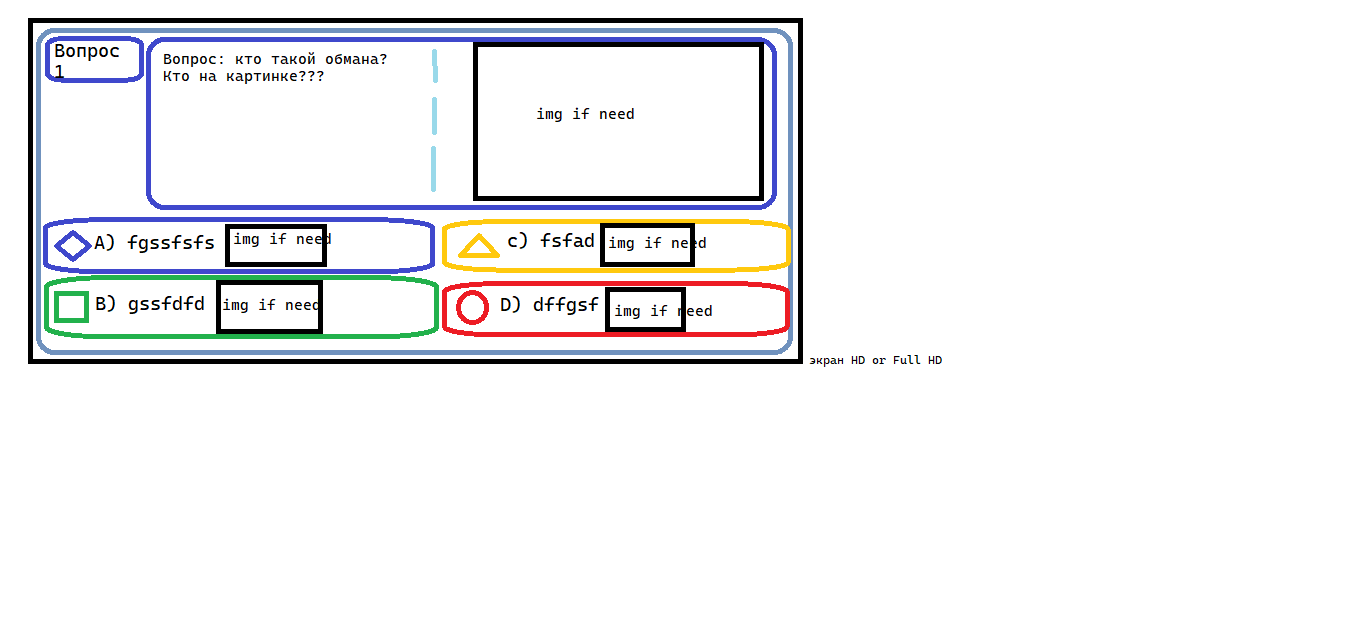 Вопрос
1
Вопрос: кто такой обмана?
Кто на картинке???
img if need
A) fgssfsfs
img if need
c) fsfad
img if need
B) gssfdfd
img if need
D) dffgsf
img if need
экран HD or Full HD